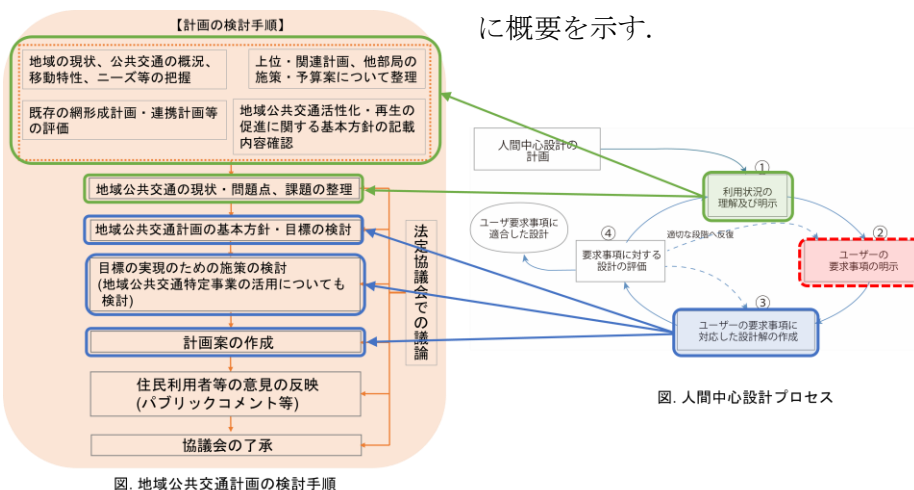 に概要を示す.
【計画の検討手順】
地域の現状、公共交通の概況、
移動特性、ニーズ等の把握
上位・関連計画、他部局の
施策・予算案について整理
既存の網形成計画・連携計画等
の評価
地域公共交通活性化・再生の
促進に関する基本方針の記載
内容確認
地域公共交通の現状・問題点、課題の整理
地域公共交通計画の基本方針・目標の検討
目標の実現のための施策の検討
(地域公共交通特定事業の活用についても
検討)
計画案の作成
住民利用者等の意見の反映
(パブリックコメント等)
協議会の了承
法定協議会での議論
図. 地域公共交通計画の検討手順
人間中心設計の
計画
①
利用状況の
理解及び明示
②
ユーザーの
要求事項の明示
③
ユーザーの要求事項に
対応した設計解の作成
④
要求事項に対する
設計の評価
適切な段階へ反復
ユーザ要求事項に
適合した設計
図. 人間中心設計プロセス